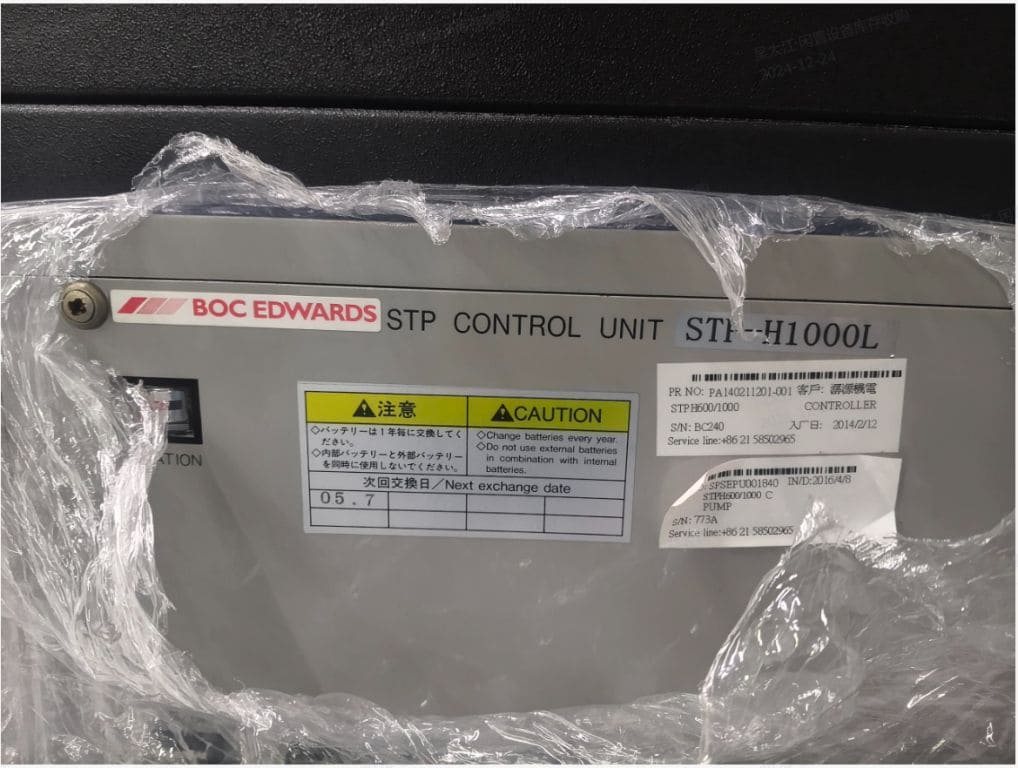 2024-12-24
BOC EDWARDS STP CONTROL UNIT STP-H1000L
注意
◇バッテリーは1年毎に交換してく
ださい。
◇内部バッテリーと外部バッテリー
を同時に使用しないでください。
CAUTION
◇Change batteries every year.
◇Do not use external batteries
in combination with internal
batteries.
次回交換日/Next exchange date
05.7
PR NO: PA140211201-001 客戶: 源機電
STPH600/1000 CONTROLLER
S/N: BC240 入厂日: 2014/2/12
Service line:+86 21 58502965
: SPSEPU001840 IN/D:2016/4/8
STPH600/1000 C
PUMP
S/N: 773A
Service line:+86 21 58502965
ATION